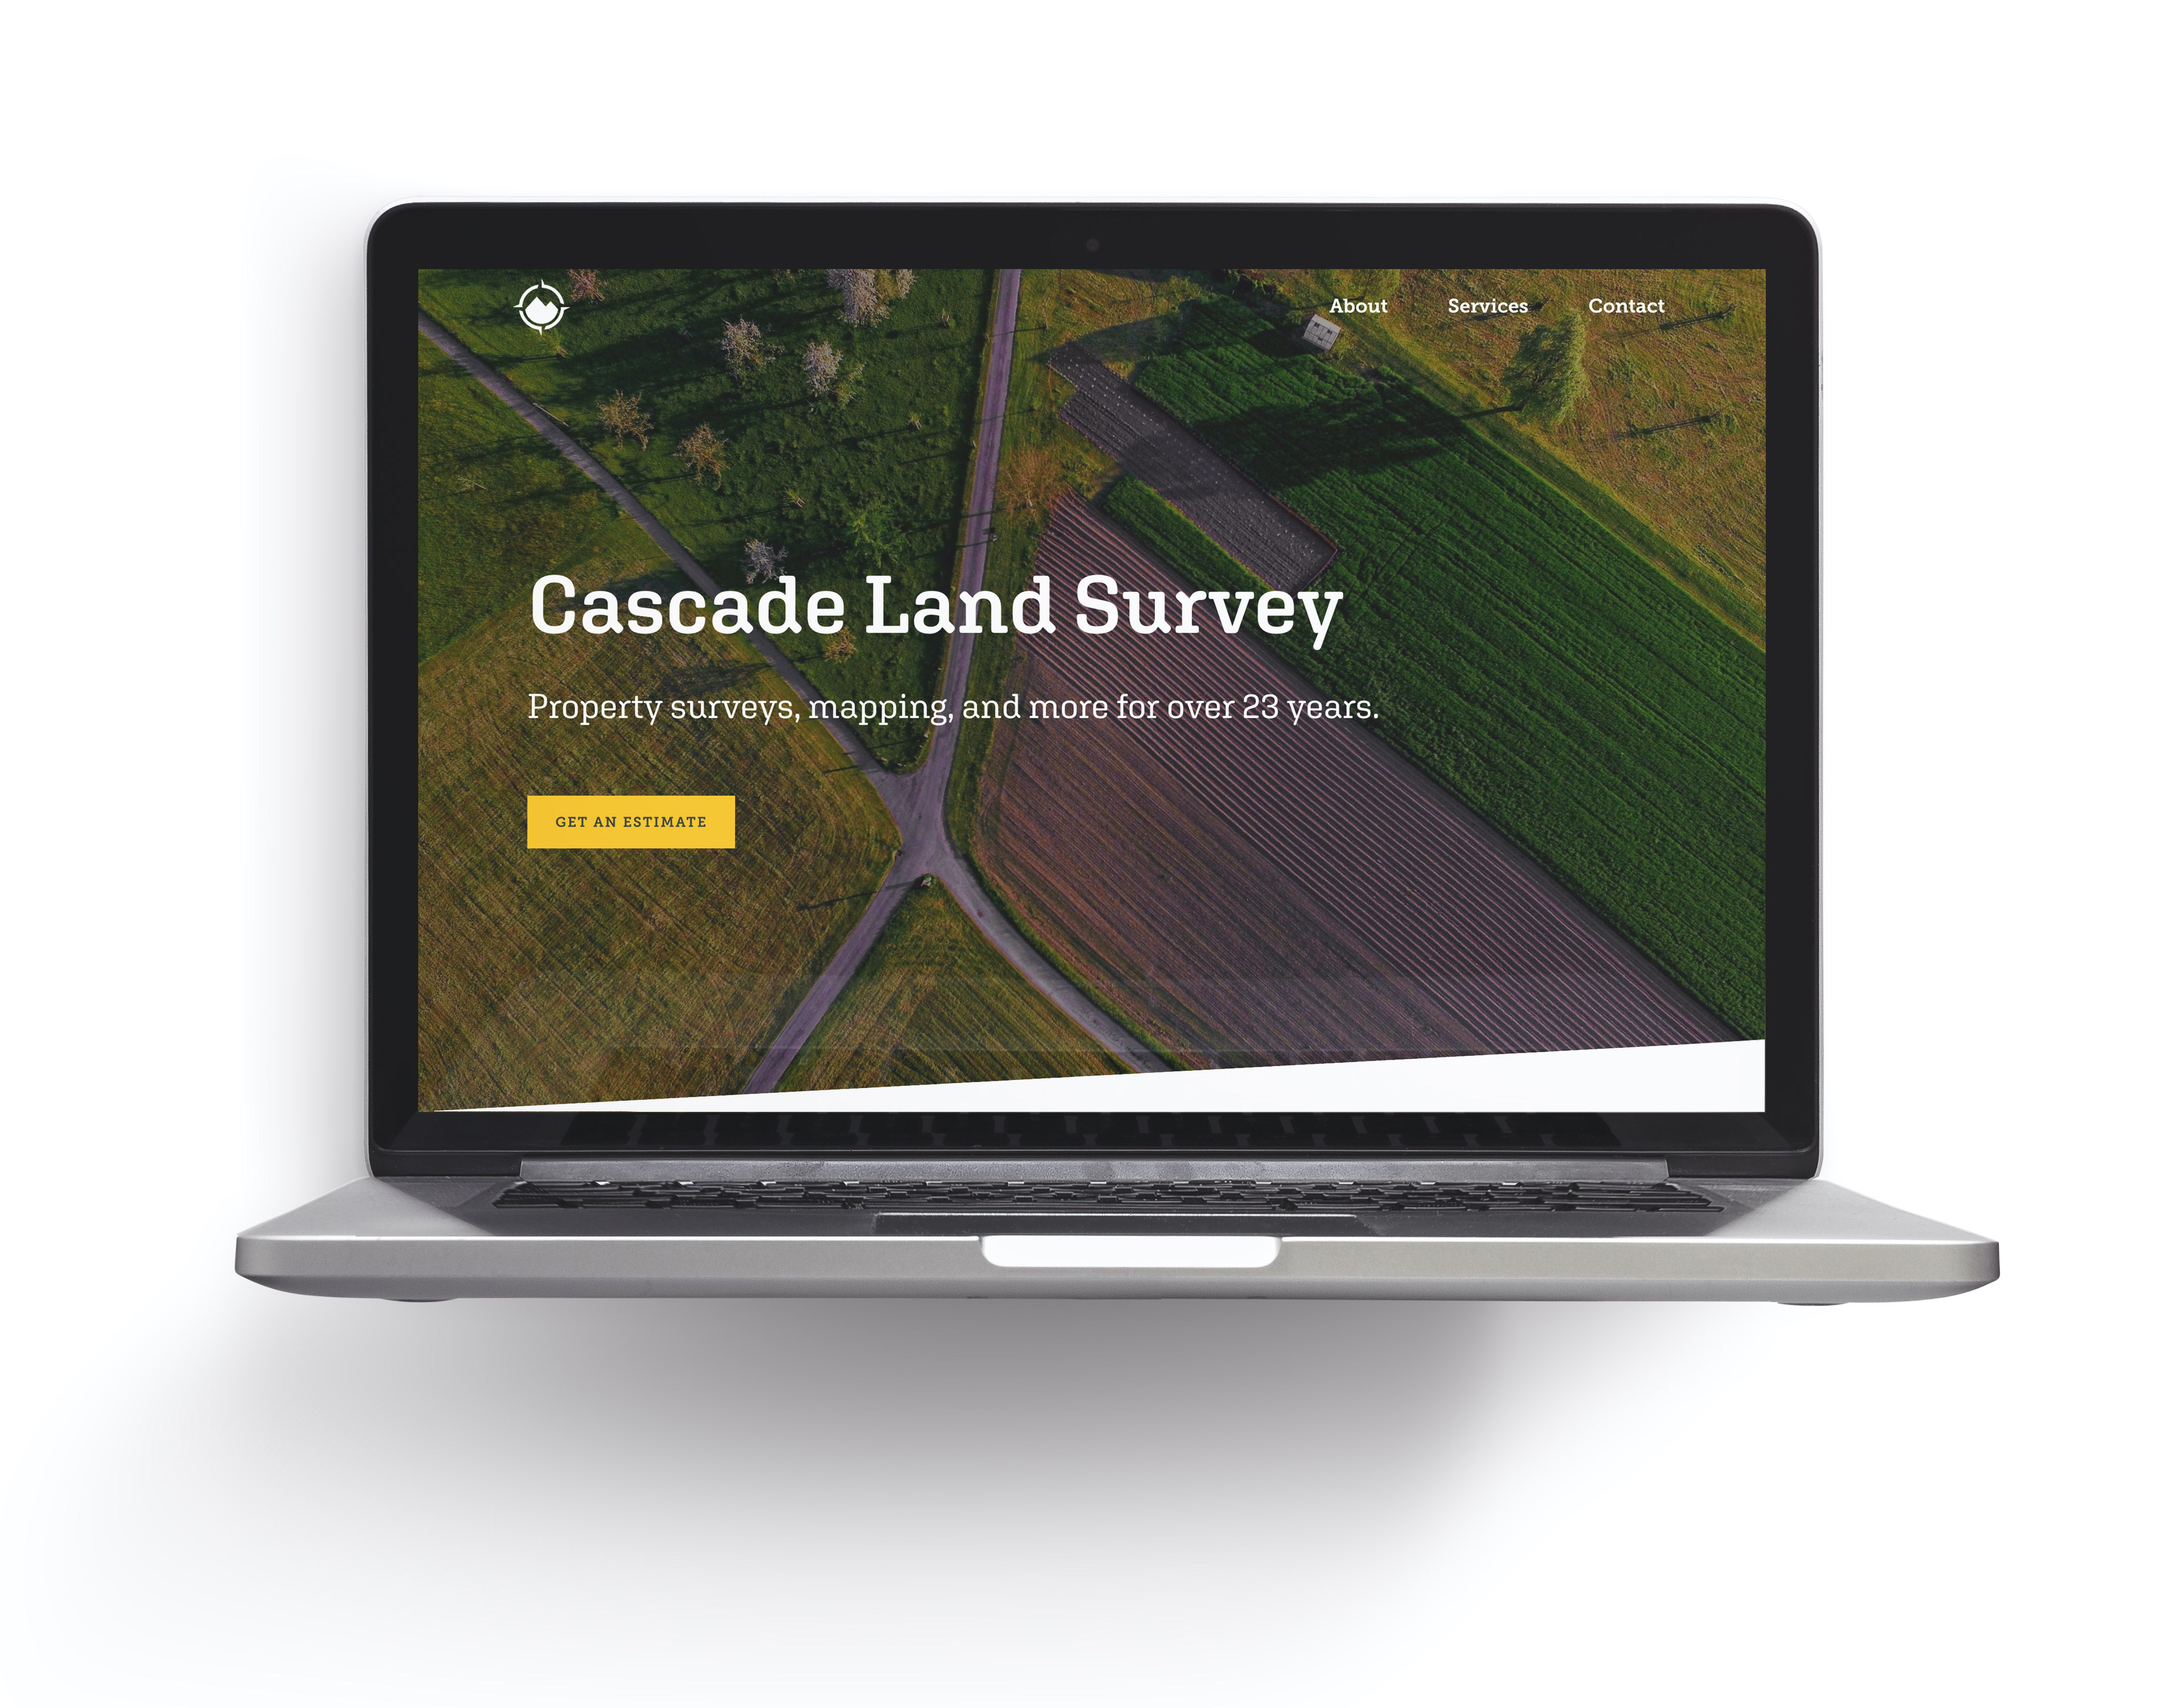 About Services Contact
Cascade Land Survey
Property surveys, mapping, and more for over 23 years.
GET AN ESTIMATE